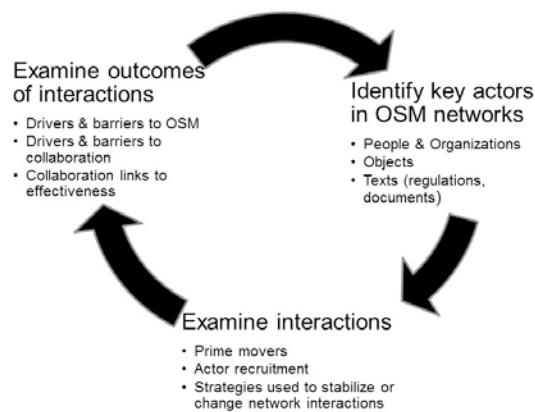 Examine outcomes
of interactions
• Drivers & barriers to OSM
• Drivers & barriers to
collaboration
• Collaboration links to
effectiveness
Identify key actors
in OSM networks
• People & Organizations
• Objects
• Texts (regulations,
documents)
Examine interactions
• Prime movers
• Actor recruitment
• Strategies used to stabilize or
change network interactions